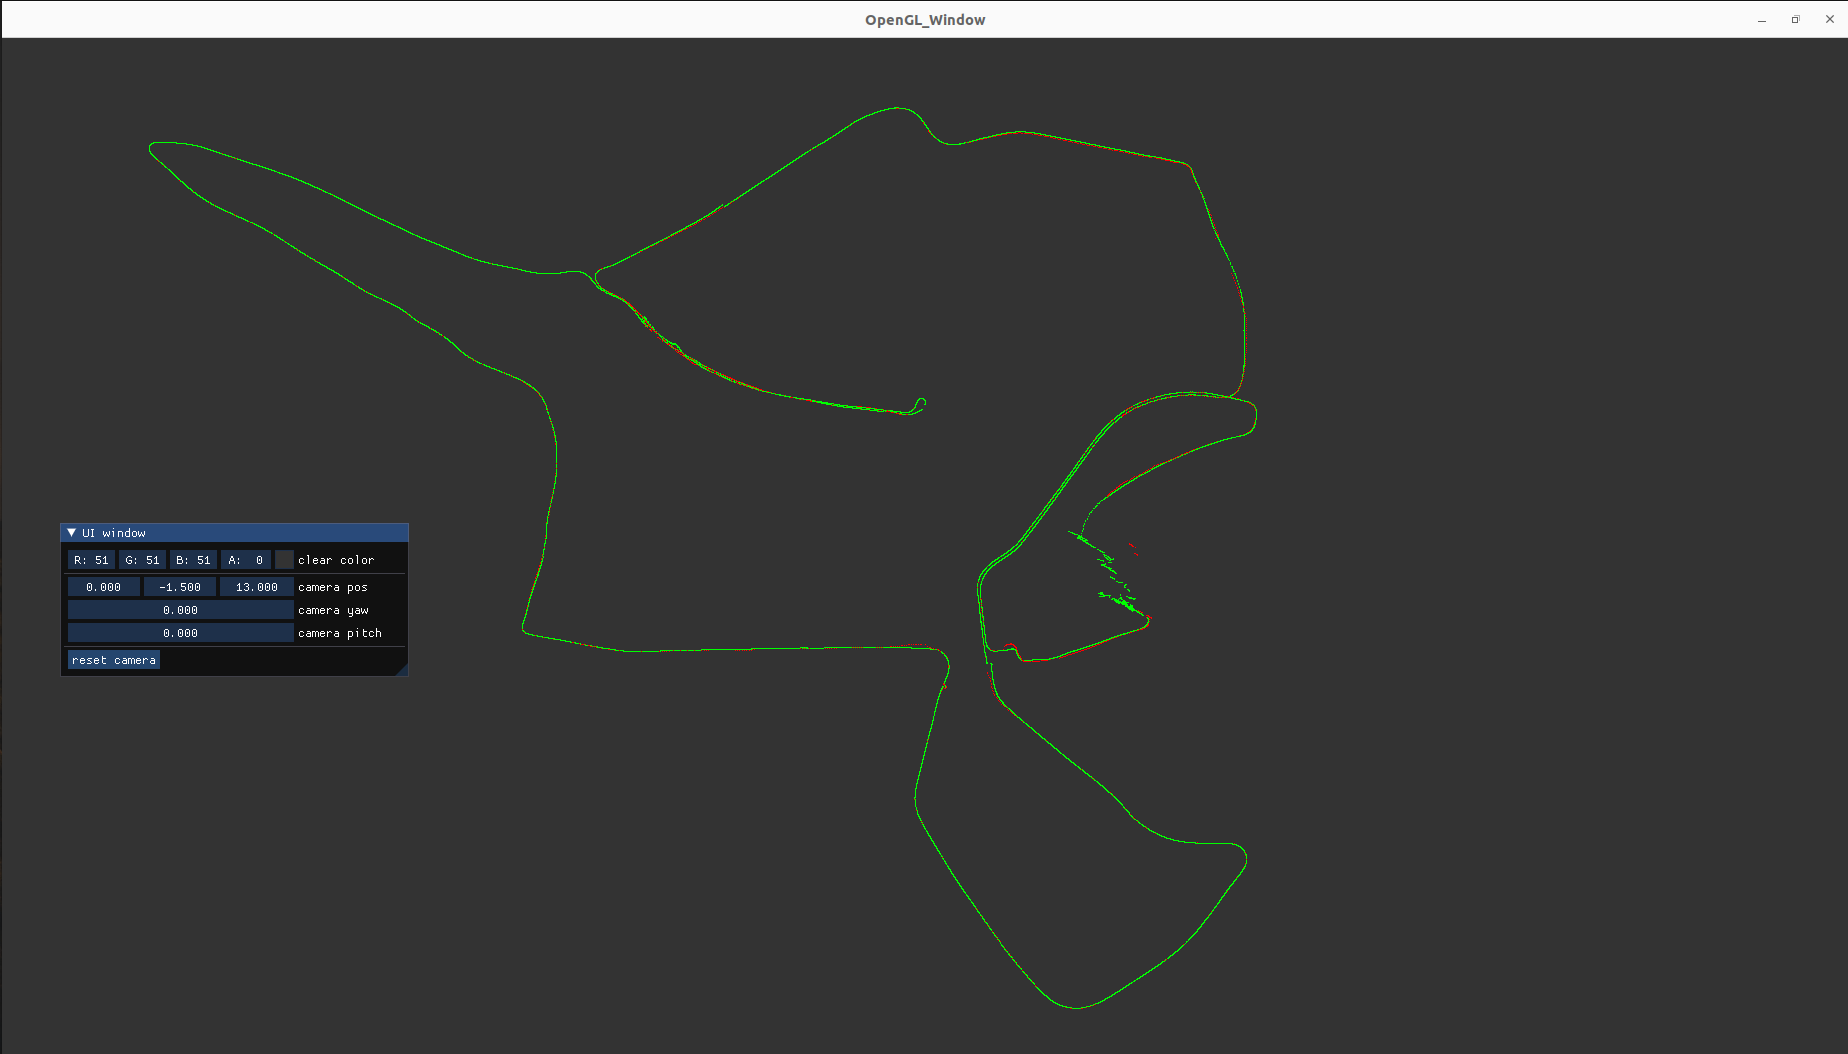 OpenGL_Window
UI window
R: 51 G: 51 B: 51 A: 0 clear color
0.000 -1.500 13.000 camera pos
0.000 camera yaw
0.000 camera pitch
reset camera